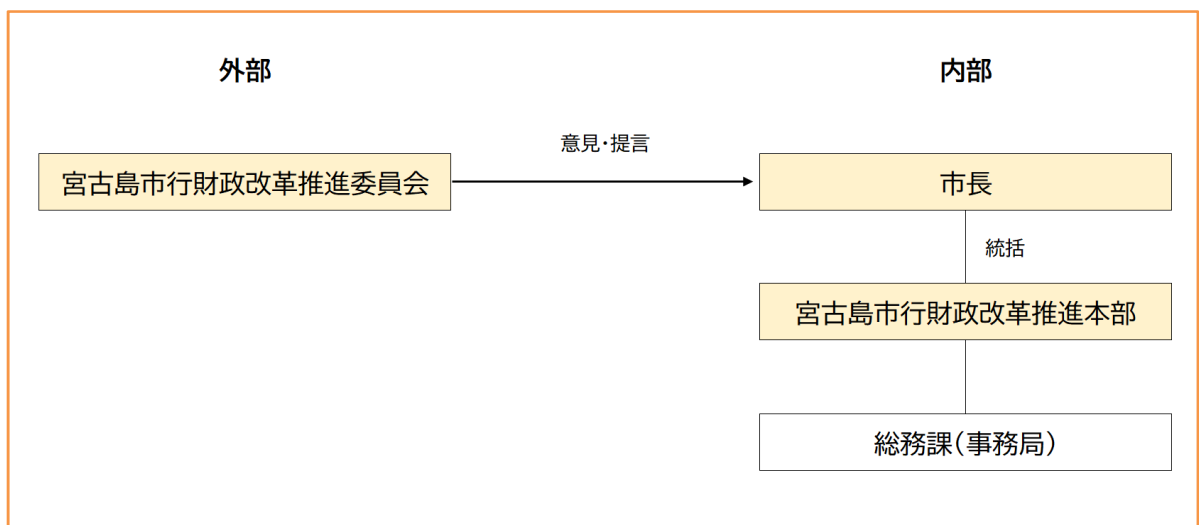 外部
内部
意見・提言
宮古島市行財政改革推進委員会
市長
統括
宮古島市行財政改革推進本部
総務課(事務局)